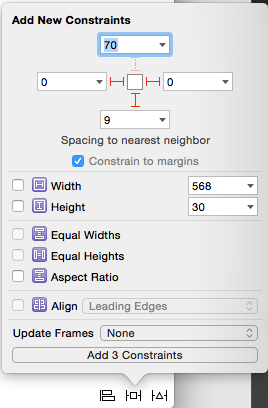 Add New Constraints
70
0 0
9
Spacing to nearest neighbor
Constrain to margins
Width 568
Height 30
Equal Widths
Equal Heights
Aspect Ratio
Align Leading Edges
Update Frames None
Add 3 Constraints